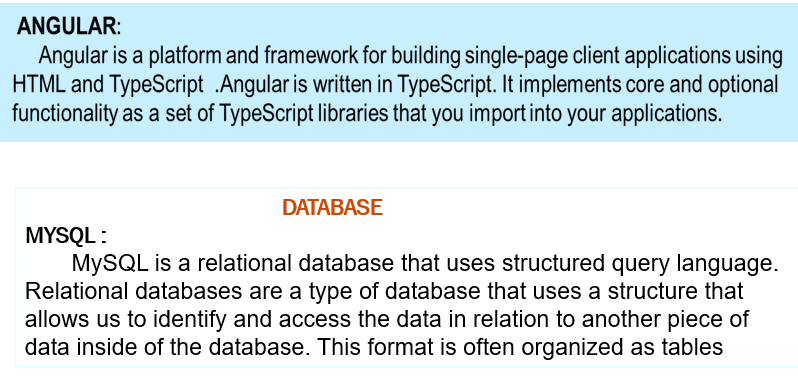 ANGULAR:
Angular is a platform and framework for building single-page client applications using
HTML and TypeScript .Angular is written in TypeScript. It implements core and optional
functionality as a set of TypeScript libraries that you import into your applications.
DATABASE
MYSQL :
MySQL is a relational database that uses structured query language.
Relational databases are a type of database that uses a structure that
allows us to identify and access the data in relation to another piece of
data inside of the database. This format is often organized as tables